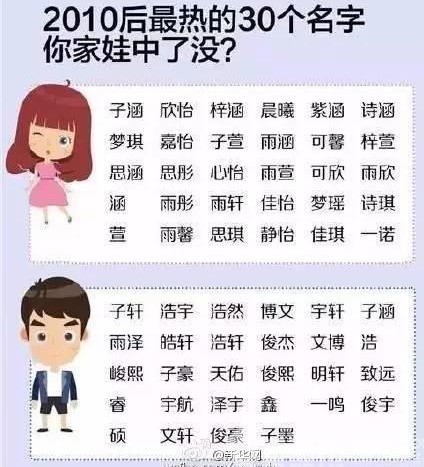 2010后最热的30个名字
你家娃中了没?
子涵 欣怡 梓涵 晨曦 紫涵 诗涵
梦琪 嘉怡 子萱 雨涵 可馨 梓萱
思涵 思彤 心怡 雨萱 可欣 雨欣
涵 雨彤 雨轩 佳怡 梦瑶 诗琪
萱 雨馨 思琪 静怡 佳琪 一诺
子轩 浩宇 浩然 博文 宇轩 子涵
雨泽 皓轩 浩轩 俊杰 文博 浩
峻熙 子豪 天佑 俊熙 明轩 致远
睿 宇航 泽宇 鑫 一鸣 俊宇
硕 文轩 俊豪 子墨
@新华网